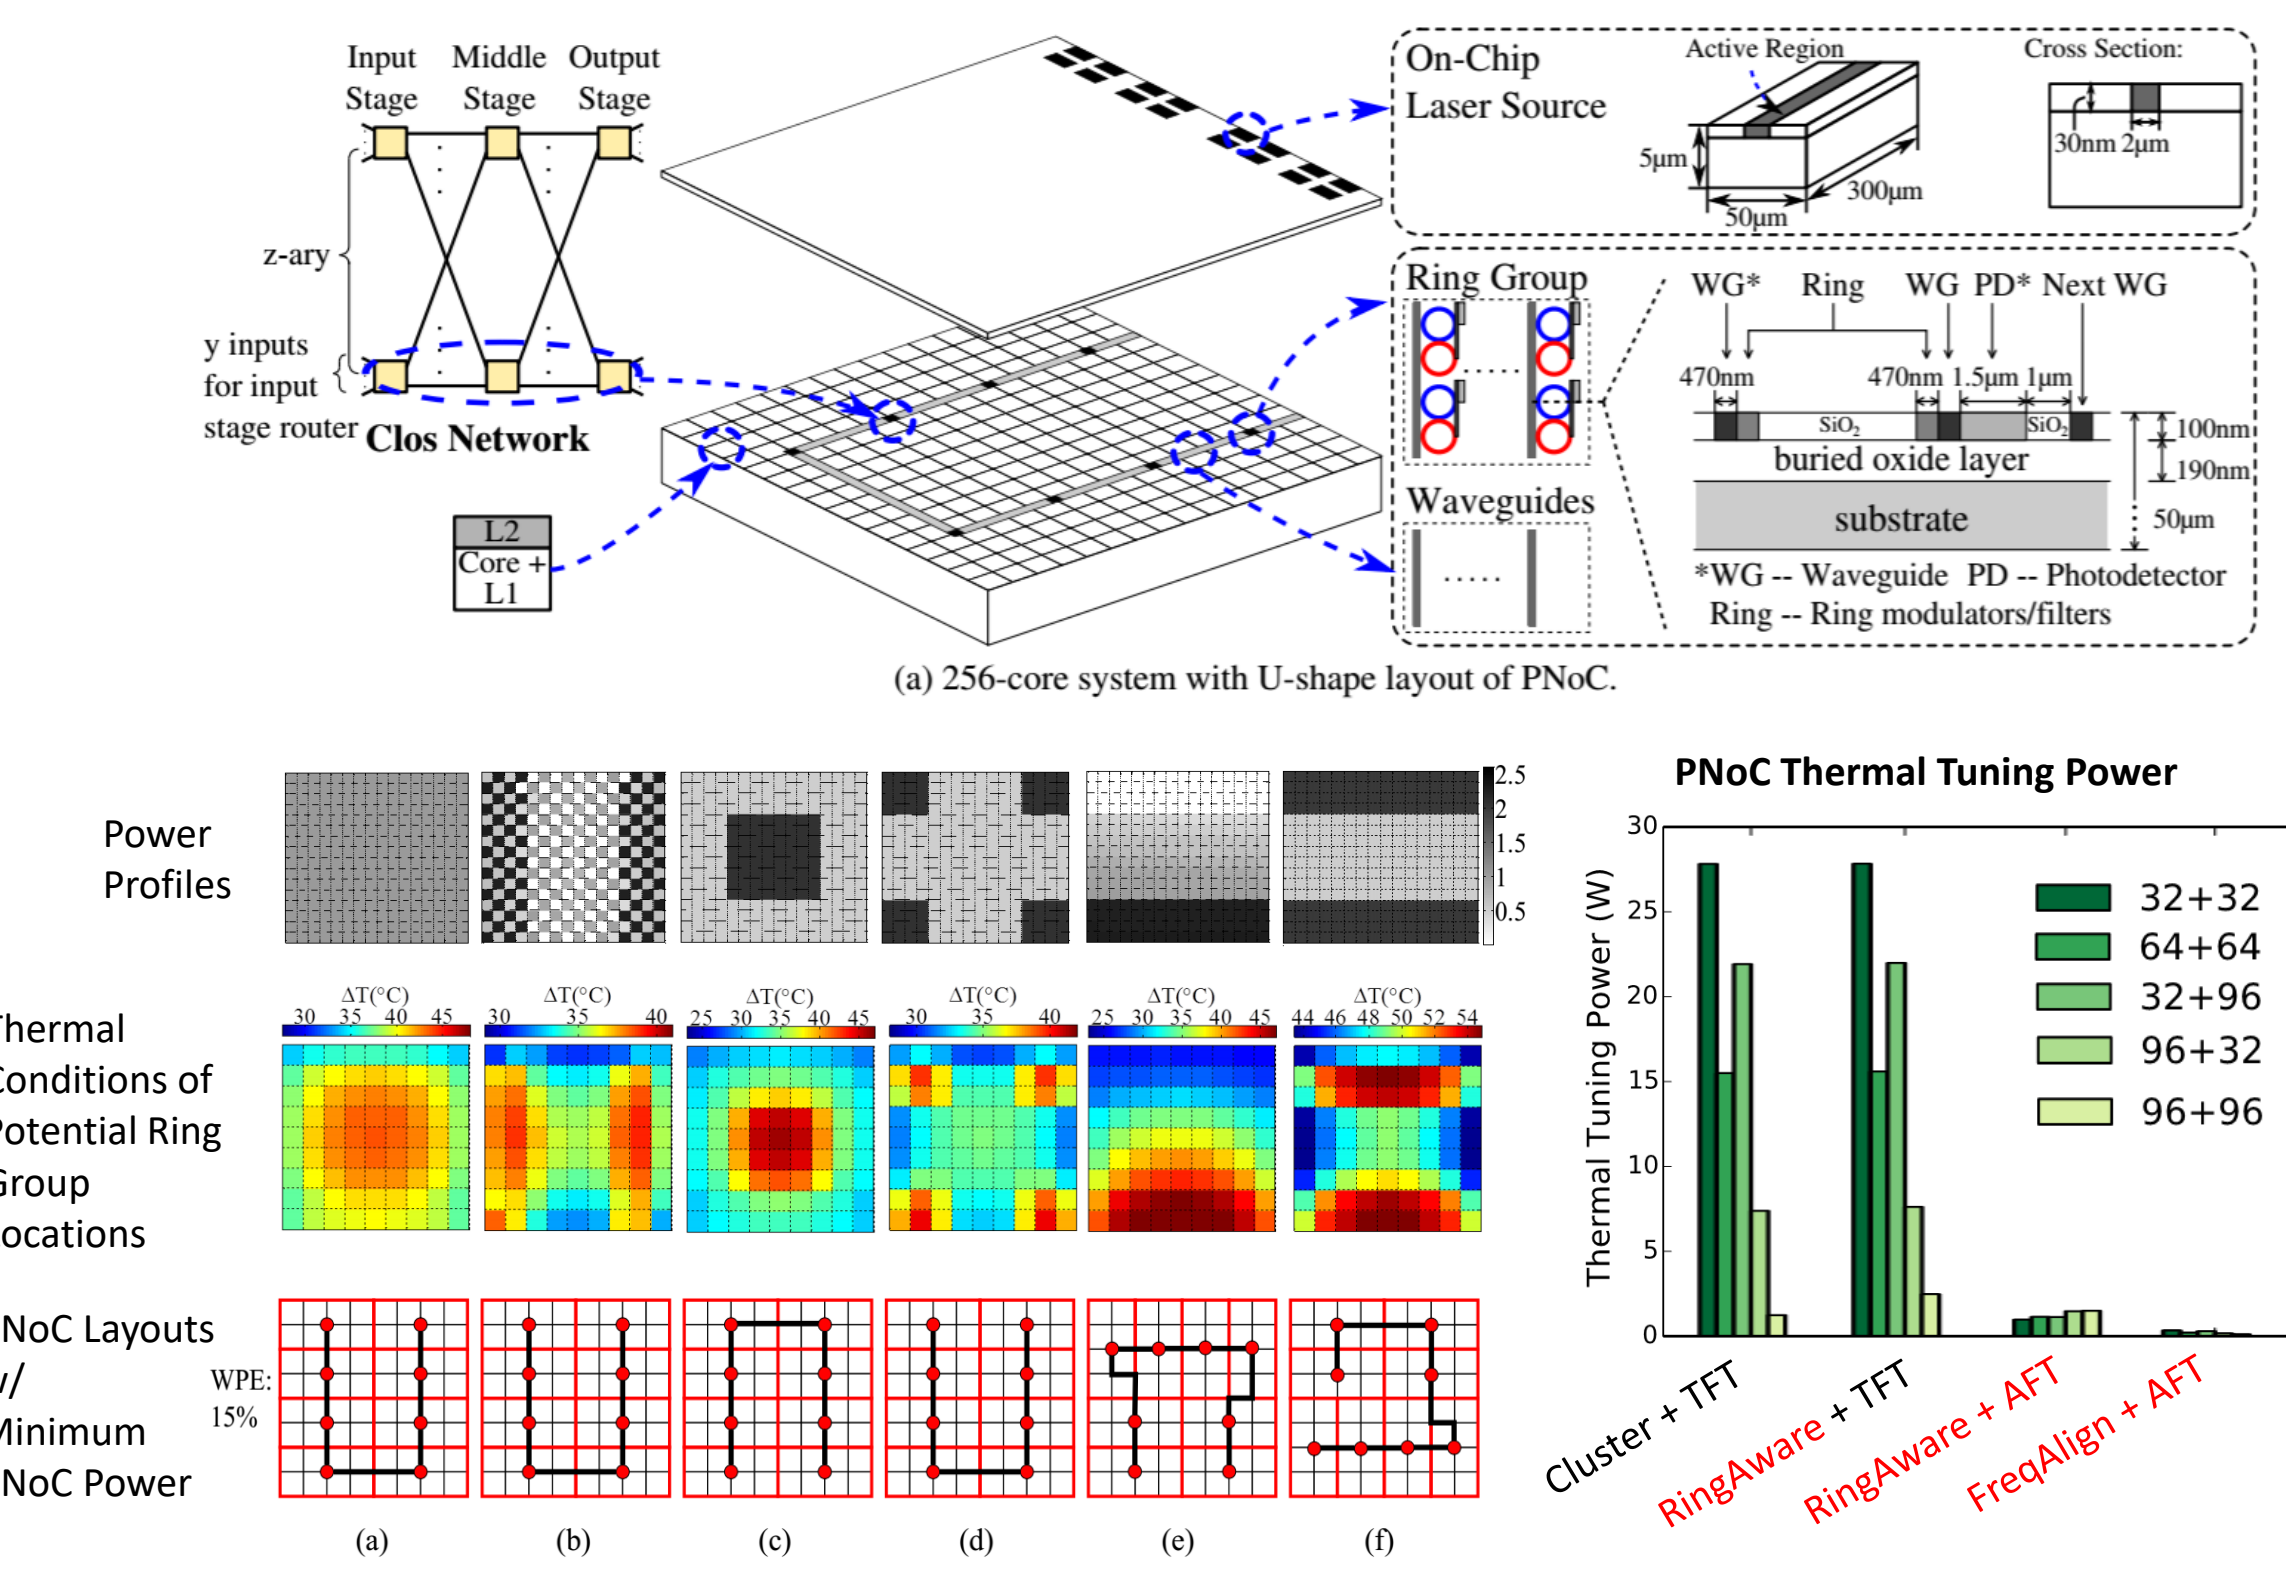 Input Middle Output
Stage Stage Stage
z-ary
y inputs
for input
stage router
Clos Network
L2
Core +
L1
On-Chip
Laser Source
Active Region
Cross Section:
5μm
50μm
300μm
30nm 2μm
Ring Group
Waveguides
WG* Ring WG PD* Next WG
470nm 470nm 1.5μm 1μm
SiO2 SiO2
100nm
buried oxide layer
190nm
substrate
50μm
*WG -- Waveguide PD -- Photodetector
Ring -- Ring modulators/filters
(a) 256-core system with U-shape layout of PNoC.
Power
Profiles
2.5
2
1.5
1
0.5
hermal
onditions of
otential Ring
roup
ocations
ΔT(°C) ΔT(°C) ΔT(°C) ΔT(°C) ΔT(°C) ΔT(°C)
30 35 40 45 30 35 40 25 30 35 40 45 30 35 40 25 30 35 40 45 44 46 48 50 52 54
NoC Layouts
w/
Minimum
NoC Power
WPE:
15%
(a) (b) (c) (d) (e) (f)
PNoC Thermal Tuning Power
Thermal Tuning Power (W)
30
25
20
15
10
5
0
32+32
64+64
32+96
96+32
96+96
Cluster + TFT
RingAware + TFT
RingAware + AFT
FreqAlign + AFT